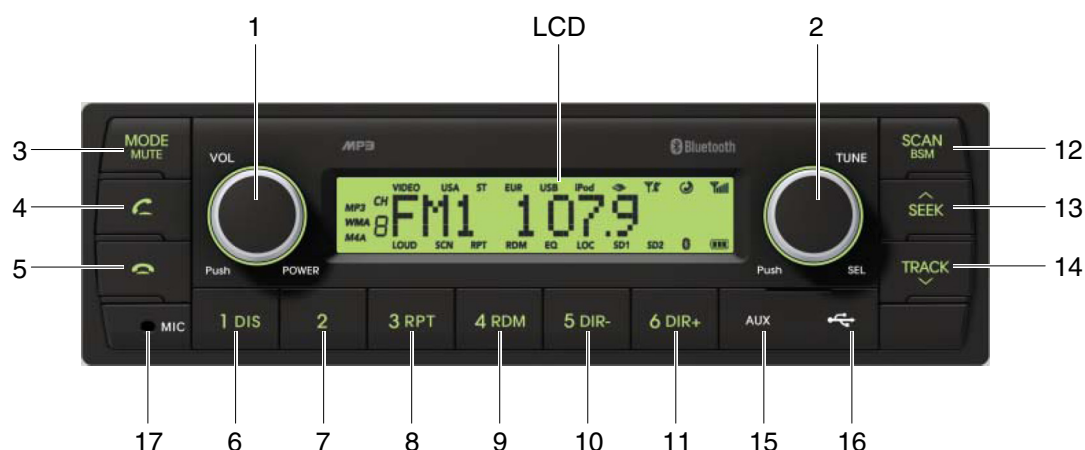 1 LCD 2
3 MODE MUTE VOL MP3 Bluetooth TUNE SCAN BSM 12
VIDEO USA ST EUR USB iPod
4 MP3 CH FM1 107.9 SEEK 13
WMA 8
M4A
LOUD SCN RPT RDM EQ LOC SD1 SD2
5 Push POWER Push SEL TRACK 14
MIC 1 DIS 2 3 RPT 4 RDM 5 DIR- 6 DIR+ AUX
17 6 7 8 9 10 11 15 16